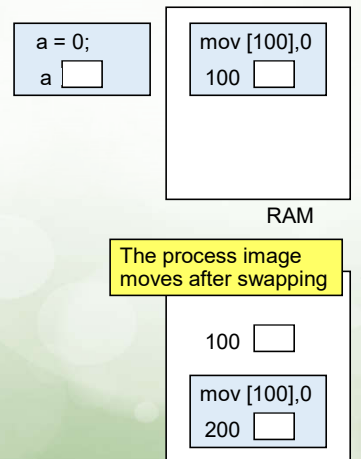 a = 0;
a
mov [100],0
100
RAM
The process image
moves after swapping
100
mov [100],0
200